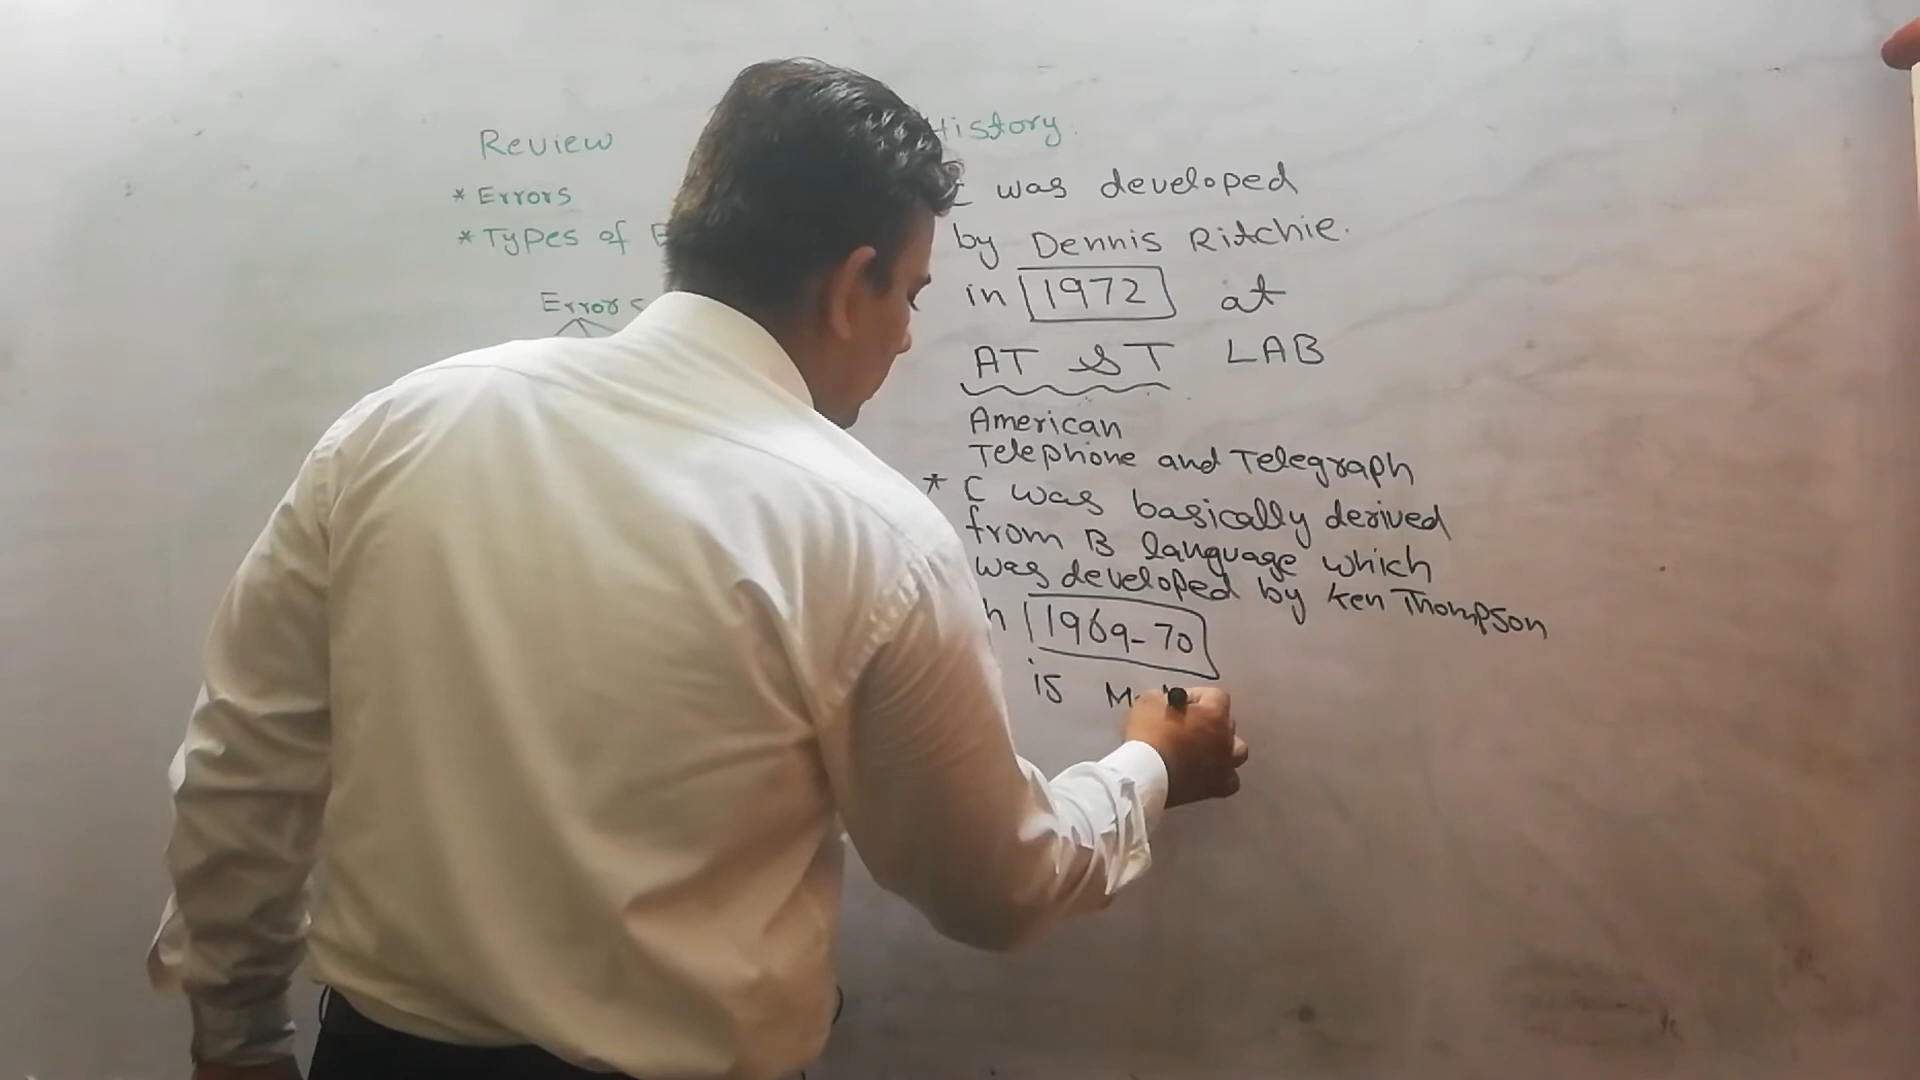 Review
* Errors
* Types of
Errors
History
C was developed
by Dennis Ritchie.
in 1972 at
AT & T LAB
American
Telephone and Telegraph
* C was basically derived
from B language which
was developed by Ken Thompson
1969-70
is